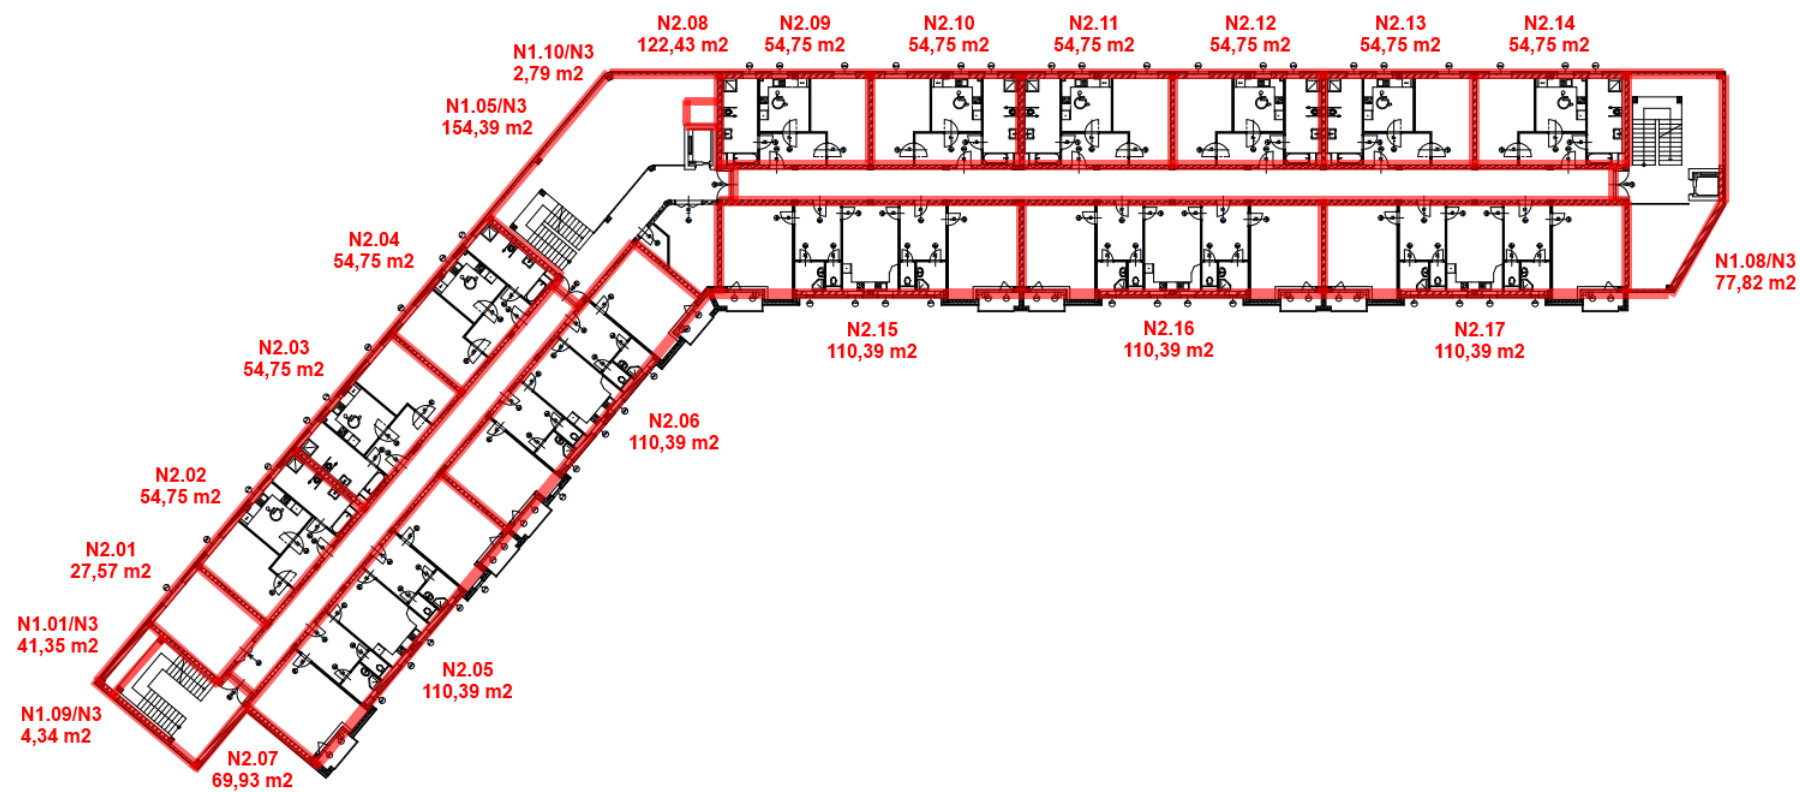 N2.08
122,43 m2
N2.09
54,75 m2
N2.10
54,75 m2
N2.11
54,75 m2
N2.12
54,75 m2
N2.13
54,75 m2
N2.14
54,75 m2
N1.10/N3
2,79 m2
N1.05/N3
154,39 m2
N2.04
54,75 m2
N1.08/N3
77,82 m2
N2.15
110,39 m2
N2.16
110,39 m2
N2.17
110,39 m2
N2.03
54,75 m2
N2.06
110,39 m2
N2.02
54,75 m2
N2.01
27,57 m2
N1.01/N3
41,35 m2
N2.05
110,39 m2
N1.09/N3
4,34 m2
N2.07
69,93 m2